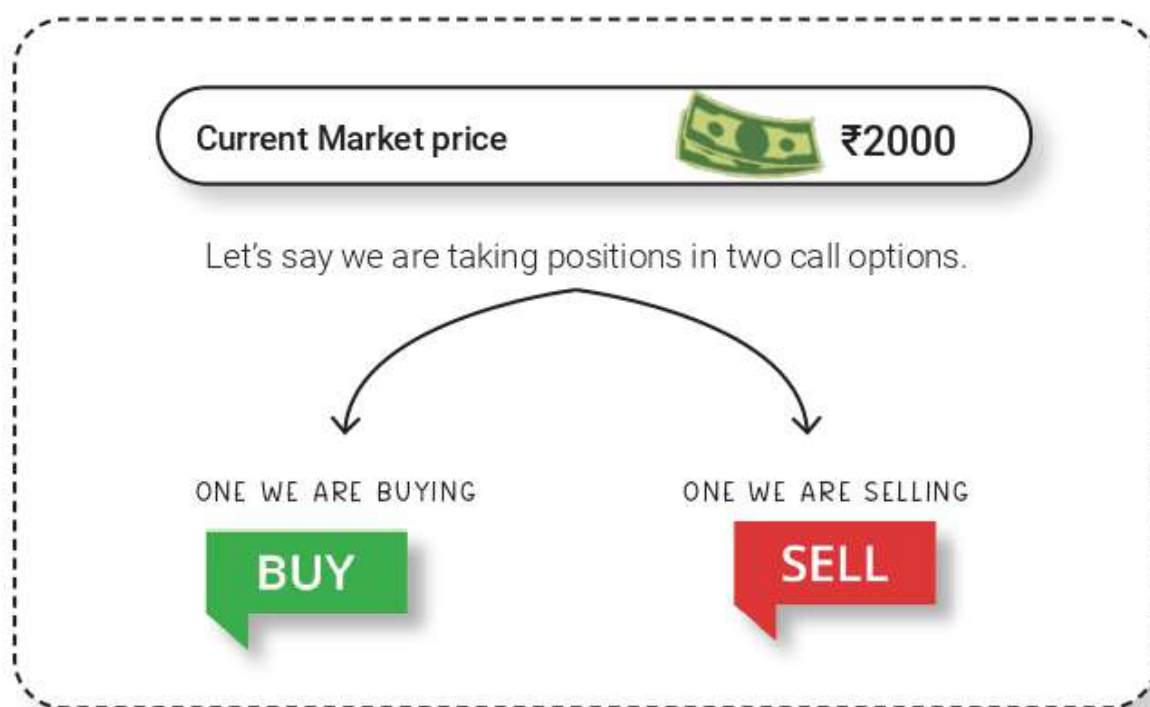 Current Market price ₹2000
Let's say we are taking positions in two call options.
ONE WE ARE BUYING
ONE WE ARE SELLING
BUY
SELL